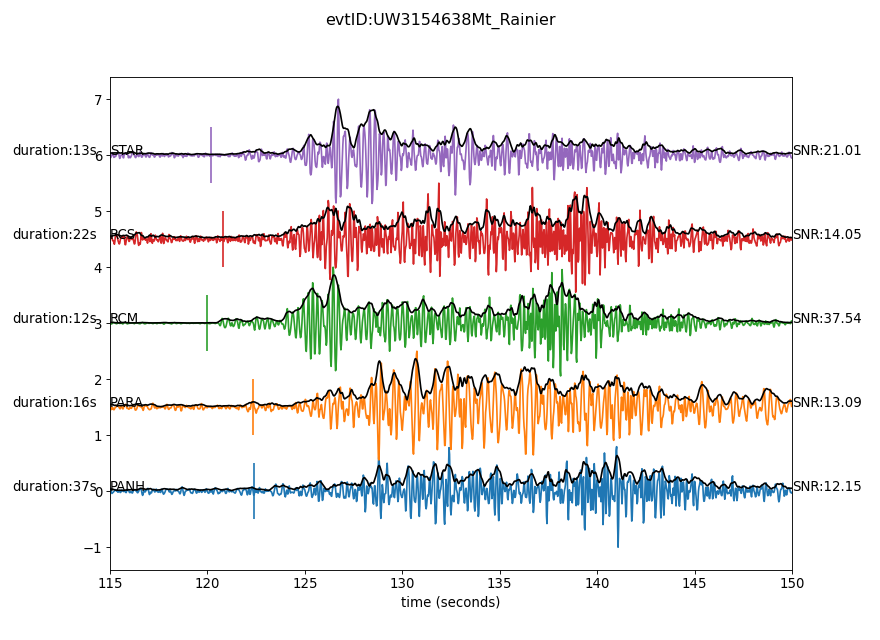 evtID:UW3154638Mt_Rainier
7
duration:13s STAR 6 SNR:21.01
5
duration:22s RCS SNR:14.05
4
duration:12s RCM 3 SNR:37.54
2
duration:16s PARA SNR:13.09
1
duration:37s PANH 0 SNR:12.15
−1
115 120 125 130 135 140 145 150
time (seconds)